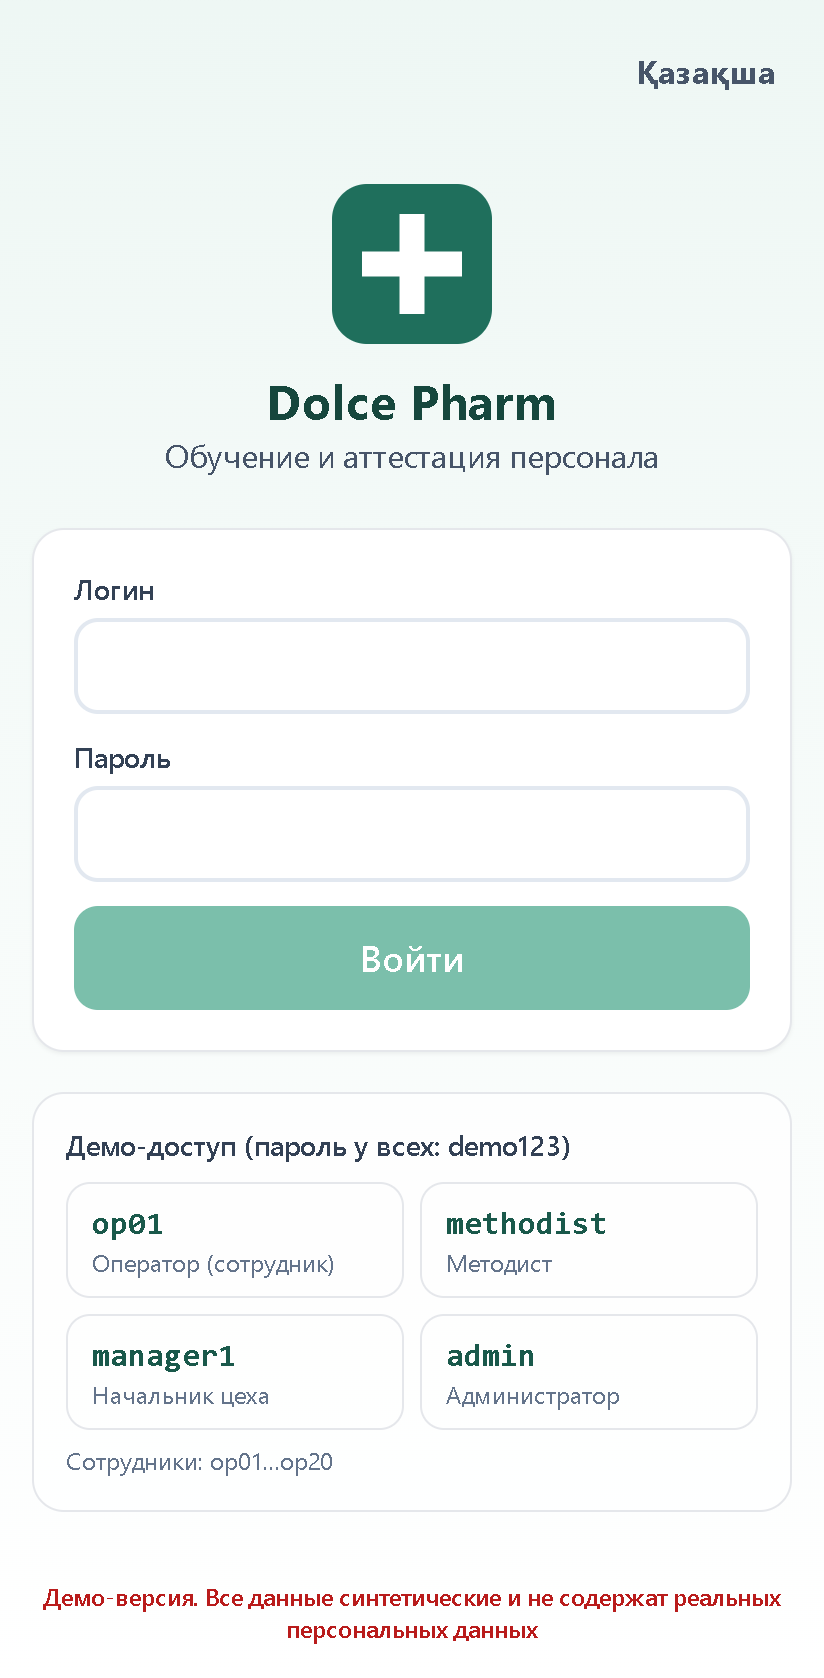 Қазақша
Dolce Pharm
Обучение и аттестация персонала
Логин
Пароль
Войти
Демо-доступ (пароль у всех: demo123)
op01
Оператор (сотрудник)
methodist
Методист
manager1
Начальник цеха
admin
Администратор
Сотрудники: op01…op20
Демо-версия. Все данные синтетические и не содержат реальных
персональных данных